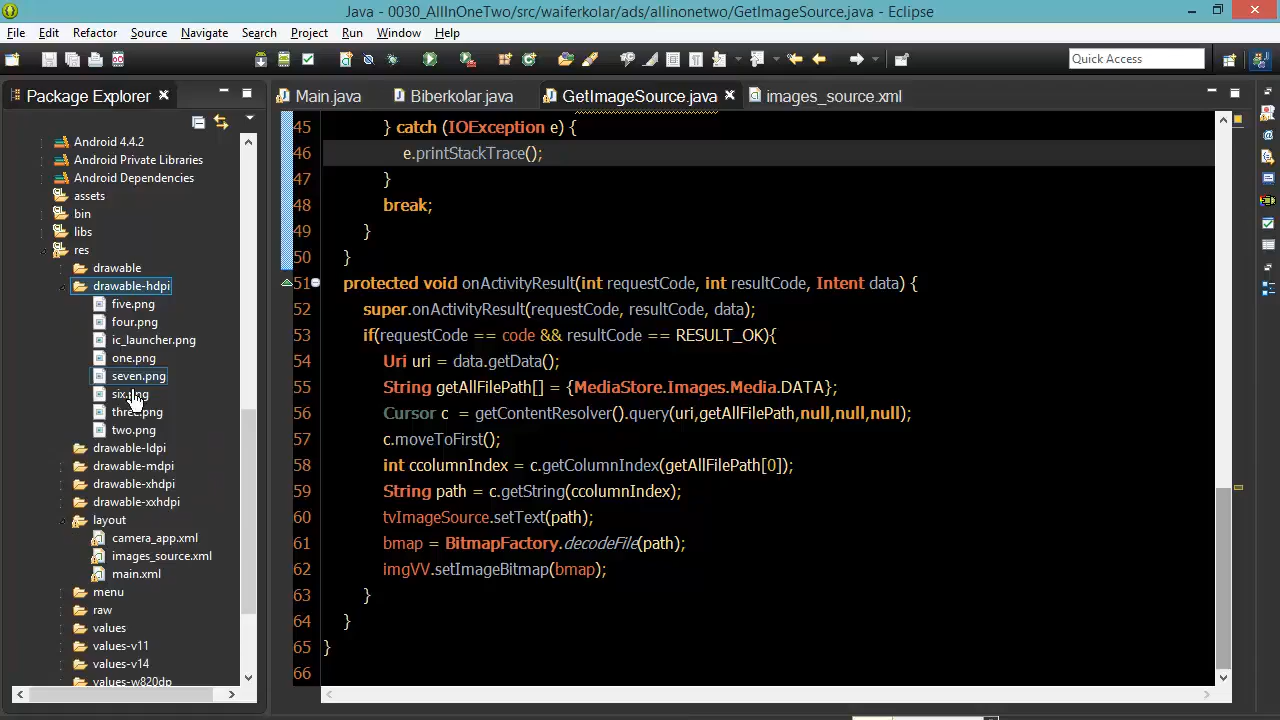 Java - 0030_AllInOneTwo/src/waiferkolar/ads/allinonetwo/GetImageSource.java - Eclipse
File Edit Refactor Source Navigate Search Project Run Window Help
Quick Access
Package Explorer
Main.java
Biberkolar.java
GetImageSource.java
images_source.xml
Android 4.4.2
Android Private Libraries
Android Dependencies
assets
bin
libs
res
drawable
drawable-hdpi
five.png
four.png
ic_launcher.png
one.png
seven.png
six.png
three.png
two.png
drawable-ldpi
drawable-mdpi
drawable-xhdpi
drawable-xxhdpi
layout
camera_app.xml
images_source.xml
main.xml
menu
raw
values
values-v11
values-v14
values-w820dp
45 } catch (IOException e) {
46 e.printStackTrace();
47 }
48 break;
49 }
50 }
51 protected void onActivityResult(int requestCode, int resultCode, Intent data) {
52 super.onActivityResult(requestCode, resultCode, data);
53 if(requestCode == code && resultCode == RESULT_OK){
54 Uri uri = data.getData();
55 String getAllFilePath[] = {MediaStore.Images.Media.DATA};
56 Cursor c = getContentResolver().query(uri,getAllFilePath,null,null,null);
57 c.moveToFirst();
58 int ccolumnIndex = c.getColumnIndex(getAllFilePath[0]);
59 String path = c.getString(ccolumnIndex);
60 tvImageSource.setText(path);
61 bmap = BitmapFactory.decodeFile(path);
62 imgVV.setImageBitmap(bmap);
63 }
64 }
65 }
66